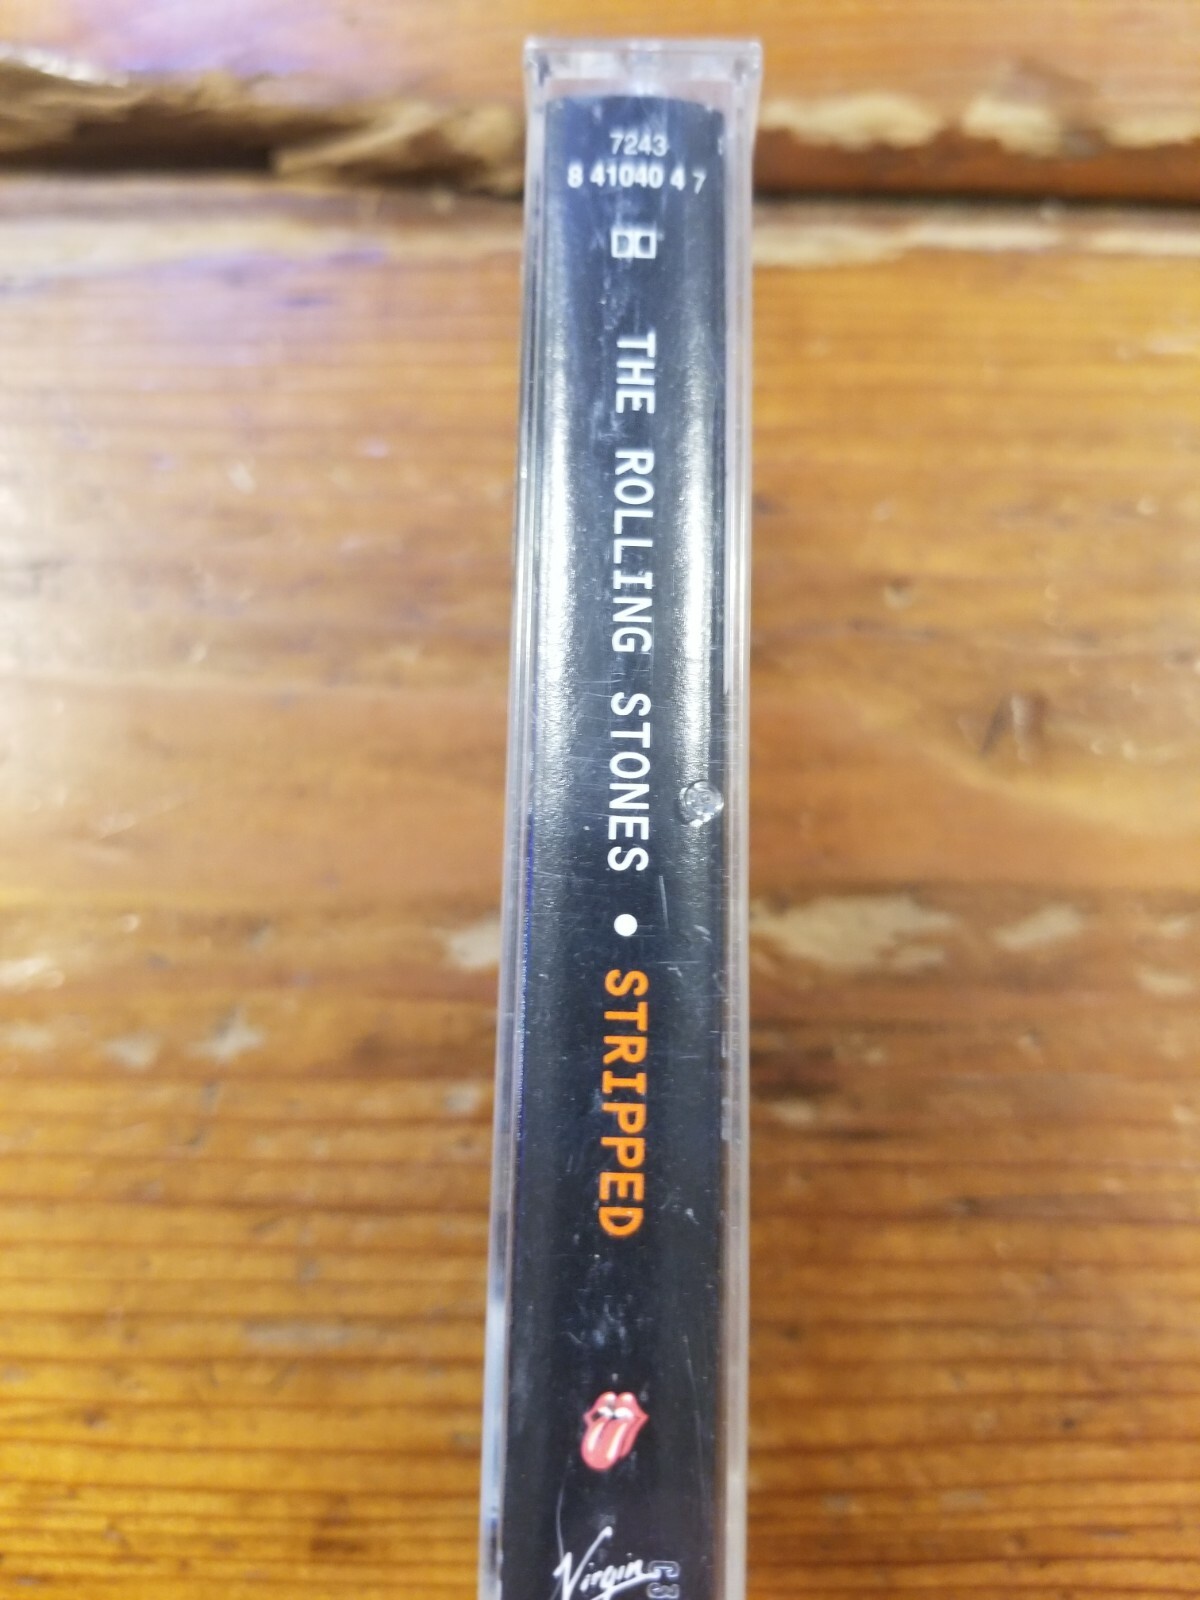 7243
8 41040 4 7
THE ROLLING STONES • STRIPPED
Virgin